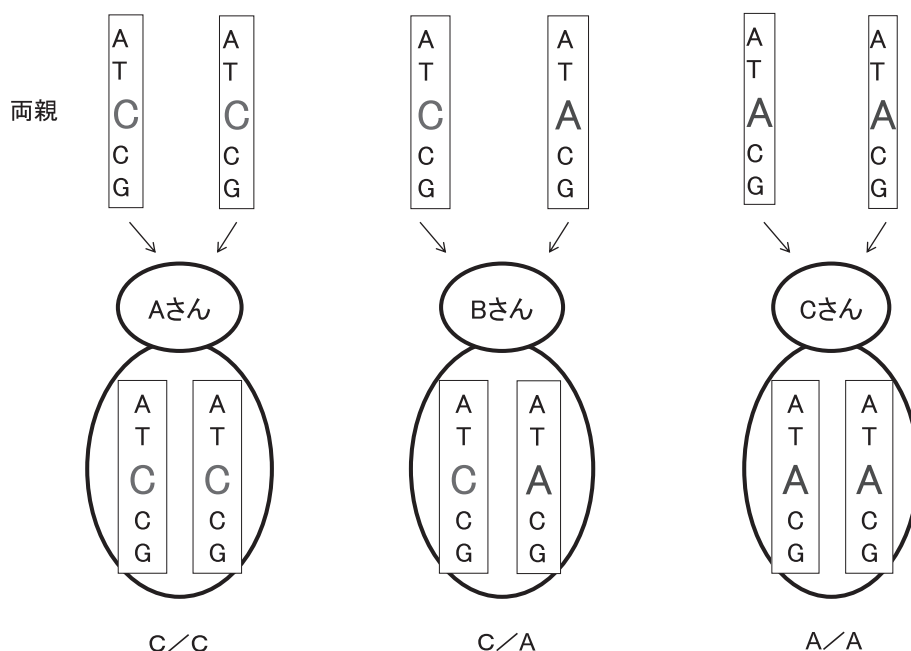 A A A A A A
T T T T T T
両親 C C C A A A
C C C C C C
G G G G G G
Aさん Bさん Cさん
A A A A A A
T T T T T T
C C C A A A
C C C C C C
G G G G G G
C／C C／A A／A